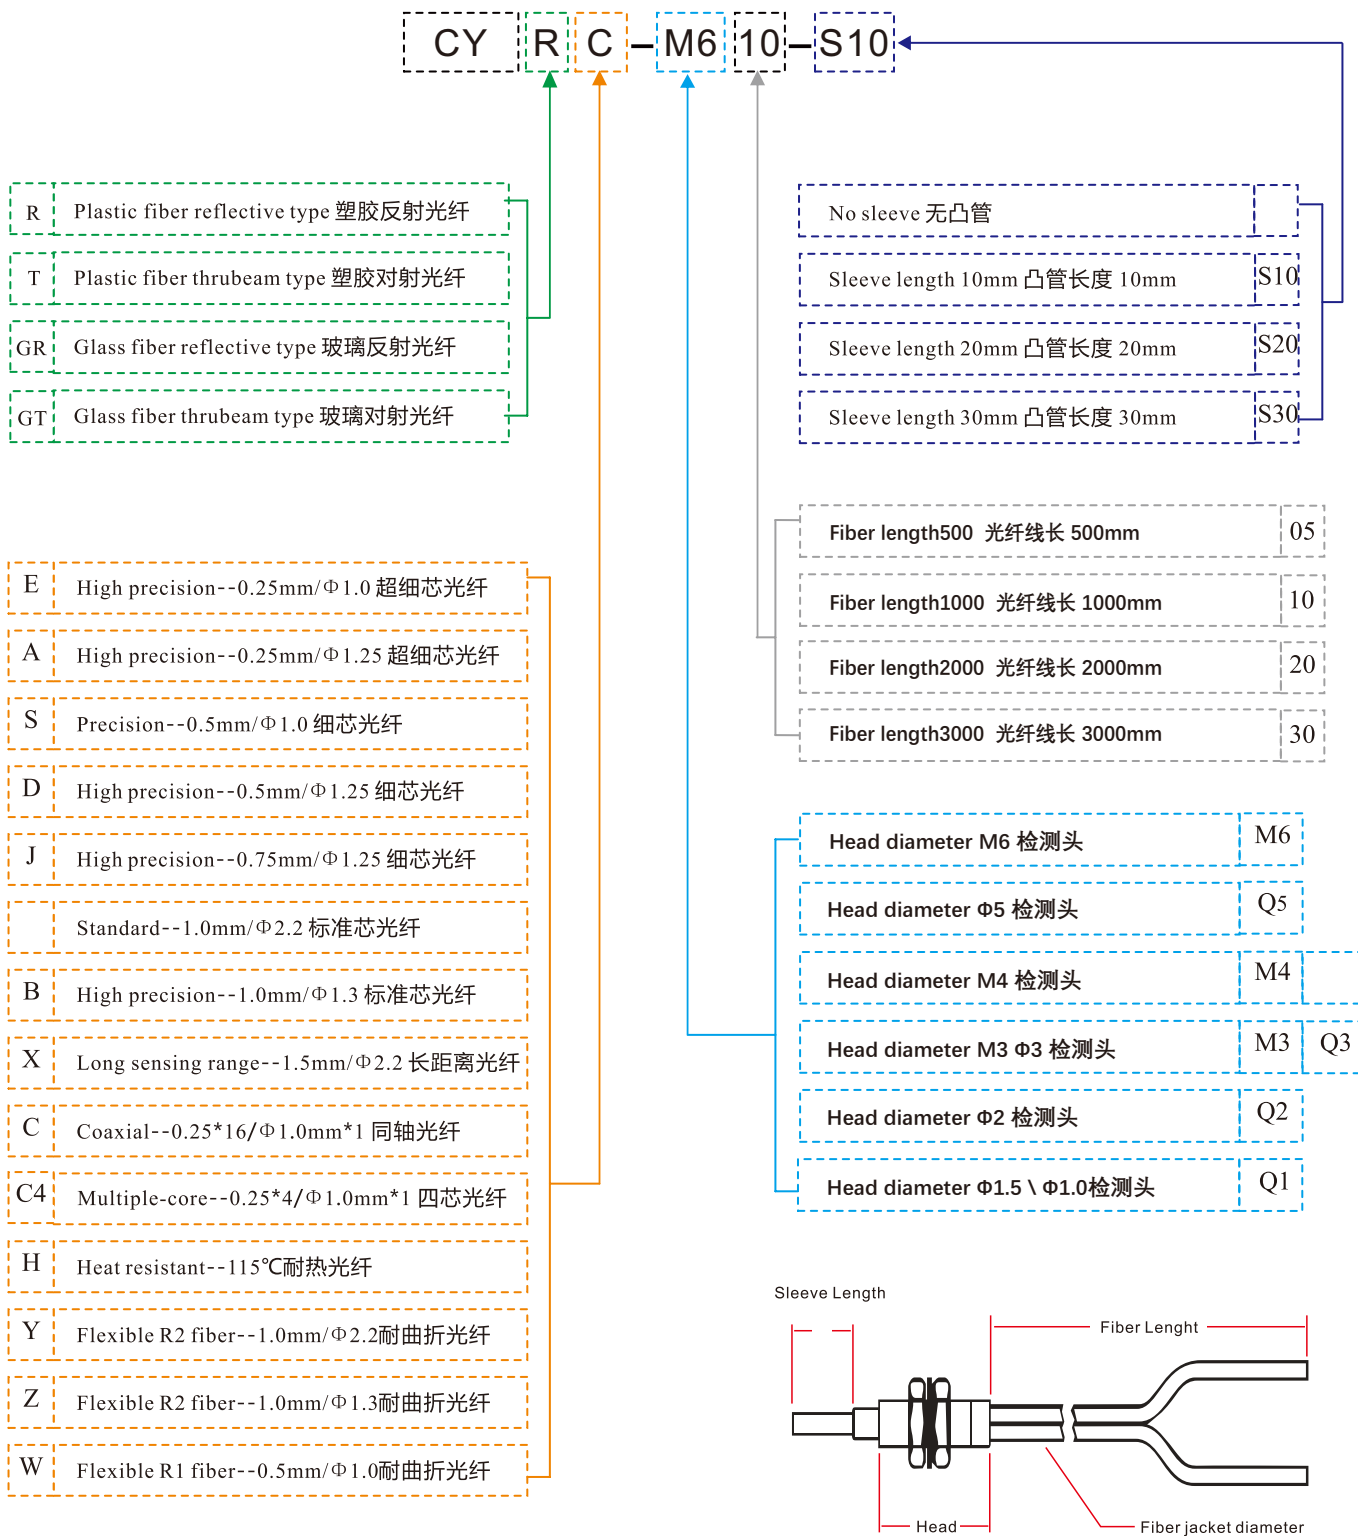 CY R C – M6 10 – S10
R Plastic fiber reflective type 塑胶反射光纤
T Plastic fiber thrubeam type 塑胶对射光纤
GR Glass fiber reflective type 玻璃反射光纤
GT Glass fiber thrubeam type 玻璃对射光纤
E High precision--0.25mm/Φ1.0 超细芯光纤
A High precision--0.25mm/Φ1.25 超细芯光纤
S Precision--0.5mm/Φ1.0 细芯光纤
D High precision--0.5mm/Φ1.25 细芯光纤
J High precision--0.75mm/Φ1.25 细芯光纤
Standard--1.0mm/Φ2.2 标准芯光纤
B High precision--1.0mm/Φ1.3 标准芯光纤
X Long sensing range--1.5mm/Φ2.2 长距离光纤
C Coaxial--0.25*16/Φ1.0mm*1 同轴光纤
C4 Multiple-core--0.25*4/Φ1.0mm*1 四芯光纤
H Heat resistant--115℃耐热光纤
Y Flexible R2 fiber--1.0mm/Φ2.2耐曲折光纤
Z Flexible R2 fiber--1.0mm/Φ1.3耐曲折光纤
W Flexible R1 fiber--0.5mm/Φ1.0耐曲折光纤
No sleeve 无凸管
Sleeve length 10mm 凸管长度 10mm S10
Sleeve length 20mm 凸管长度 20mm S20
Sleeve length 30mm 凸管长度 30mm S30
Fiber length500 光纤线长 500mm 05
Fiber length1000 光纤线长 1000mm 10
Fiber length2000 光纤线长 2000mm 20
Fiber length3000 光纤线长 3000mm 30
Head diameter M6 检测头 M6
Head diameter Φ5 检测头 Q5
Head diameter M4 检测头 M4
Head diameter M3 Φ3 检测头 M3 Q3
Head diameter Φ2 检测头 Q2
Head diameter Φ1.5 \ Φ1.0检测头 Q1
Sleeve Length
Fiber Lenght
Head
Fiber jacket diameter